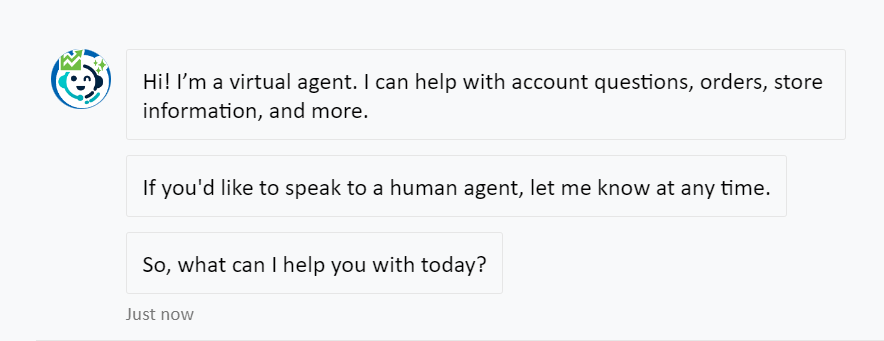 Hi! I’m a virtual agent. I can help with account questions, orders, store
information, and more.
If you'd like to speak to a human agent, let me know at any time.
So, what can I help you with today?
Just now